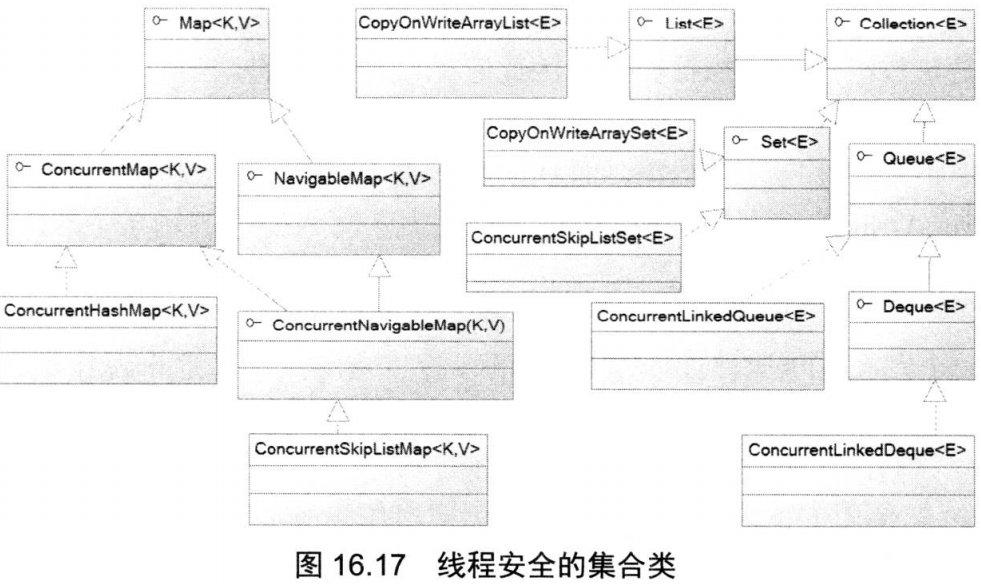 Map<K,V>
CopyOnWriteArrayList<E>
List<E>
Collection<E>
CopyOnWriteArraySet<E>
Set<E>
Queue<E>
ConcurrentMap<K,V>
NavigableMap<K,V>
ConcurrentSkipListSet<E>
ConcurrentHashMap<K,V>
ConcurrentNavigableMap(K,V)
ConcurrentLinkedQueue<E>
Deque<E>
ConcurrentSkipListMap<K,V>
ConcurrentLinkedDeque<E>
图 16.17 线程安全的集合类